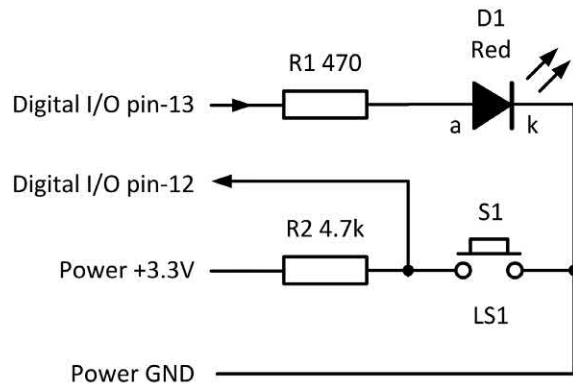 D1
Red
R1 470
Digital I/O pin-13
a
k
Digital I/O pin-12
R2 4.7k
S1
Power +3.3V
LS1
Power GND